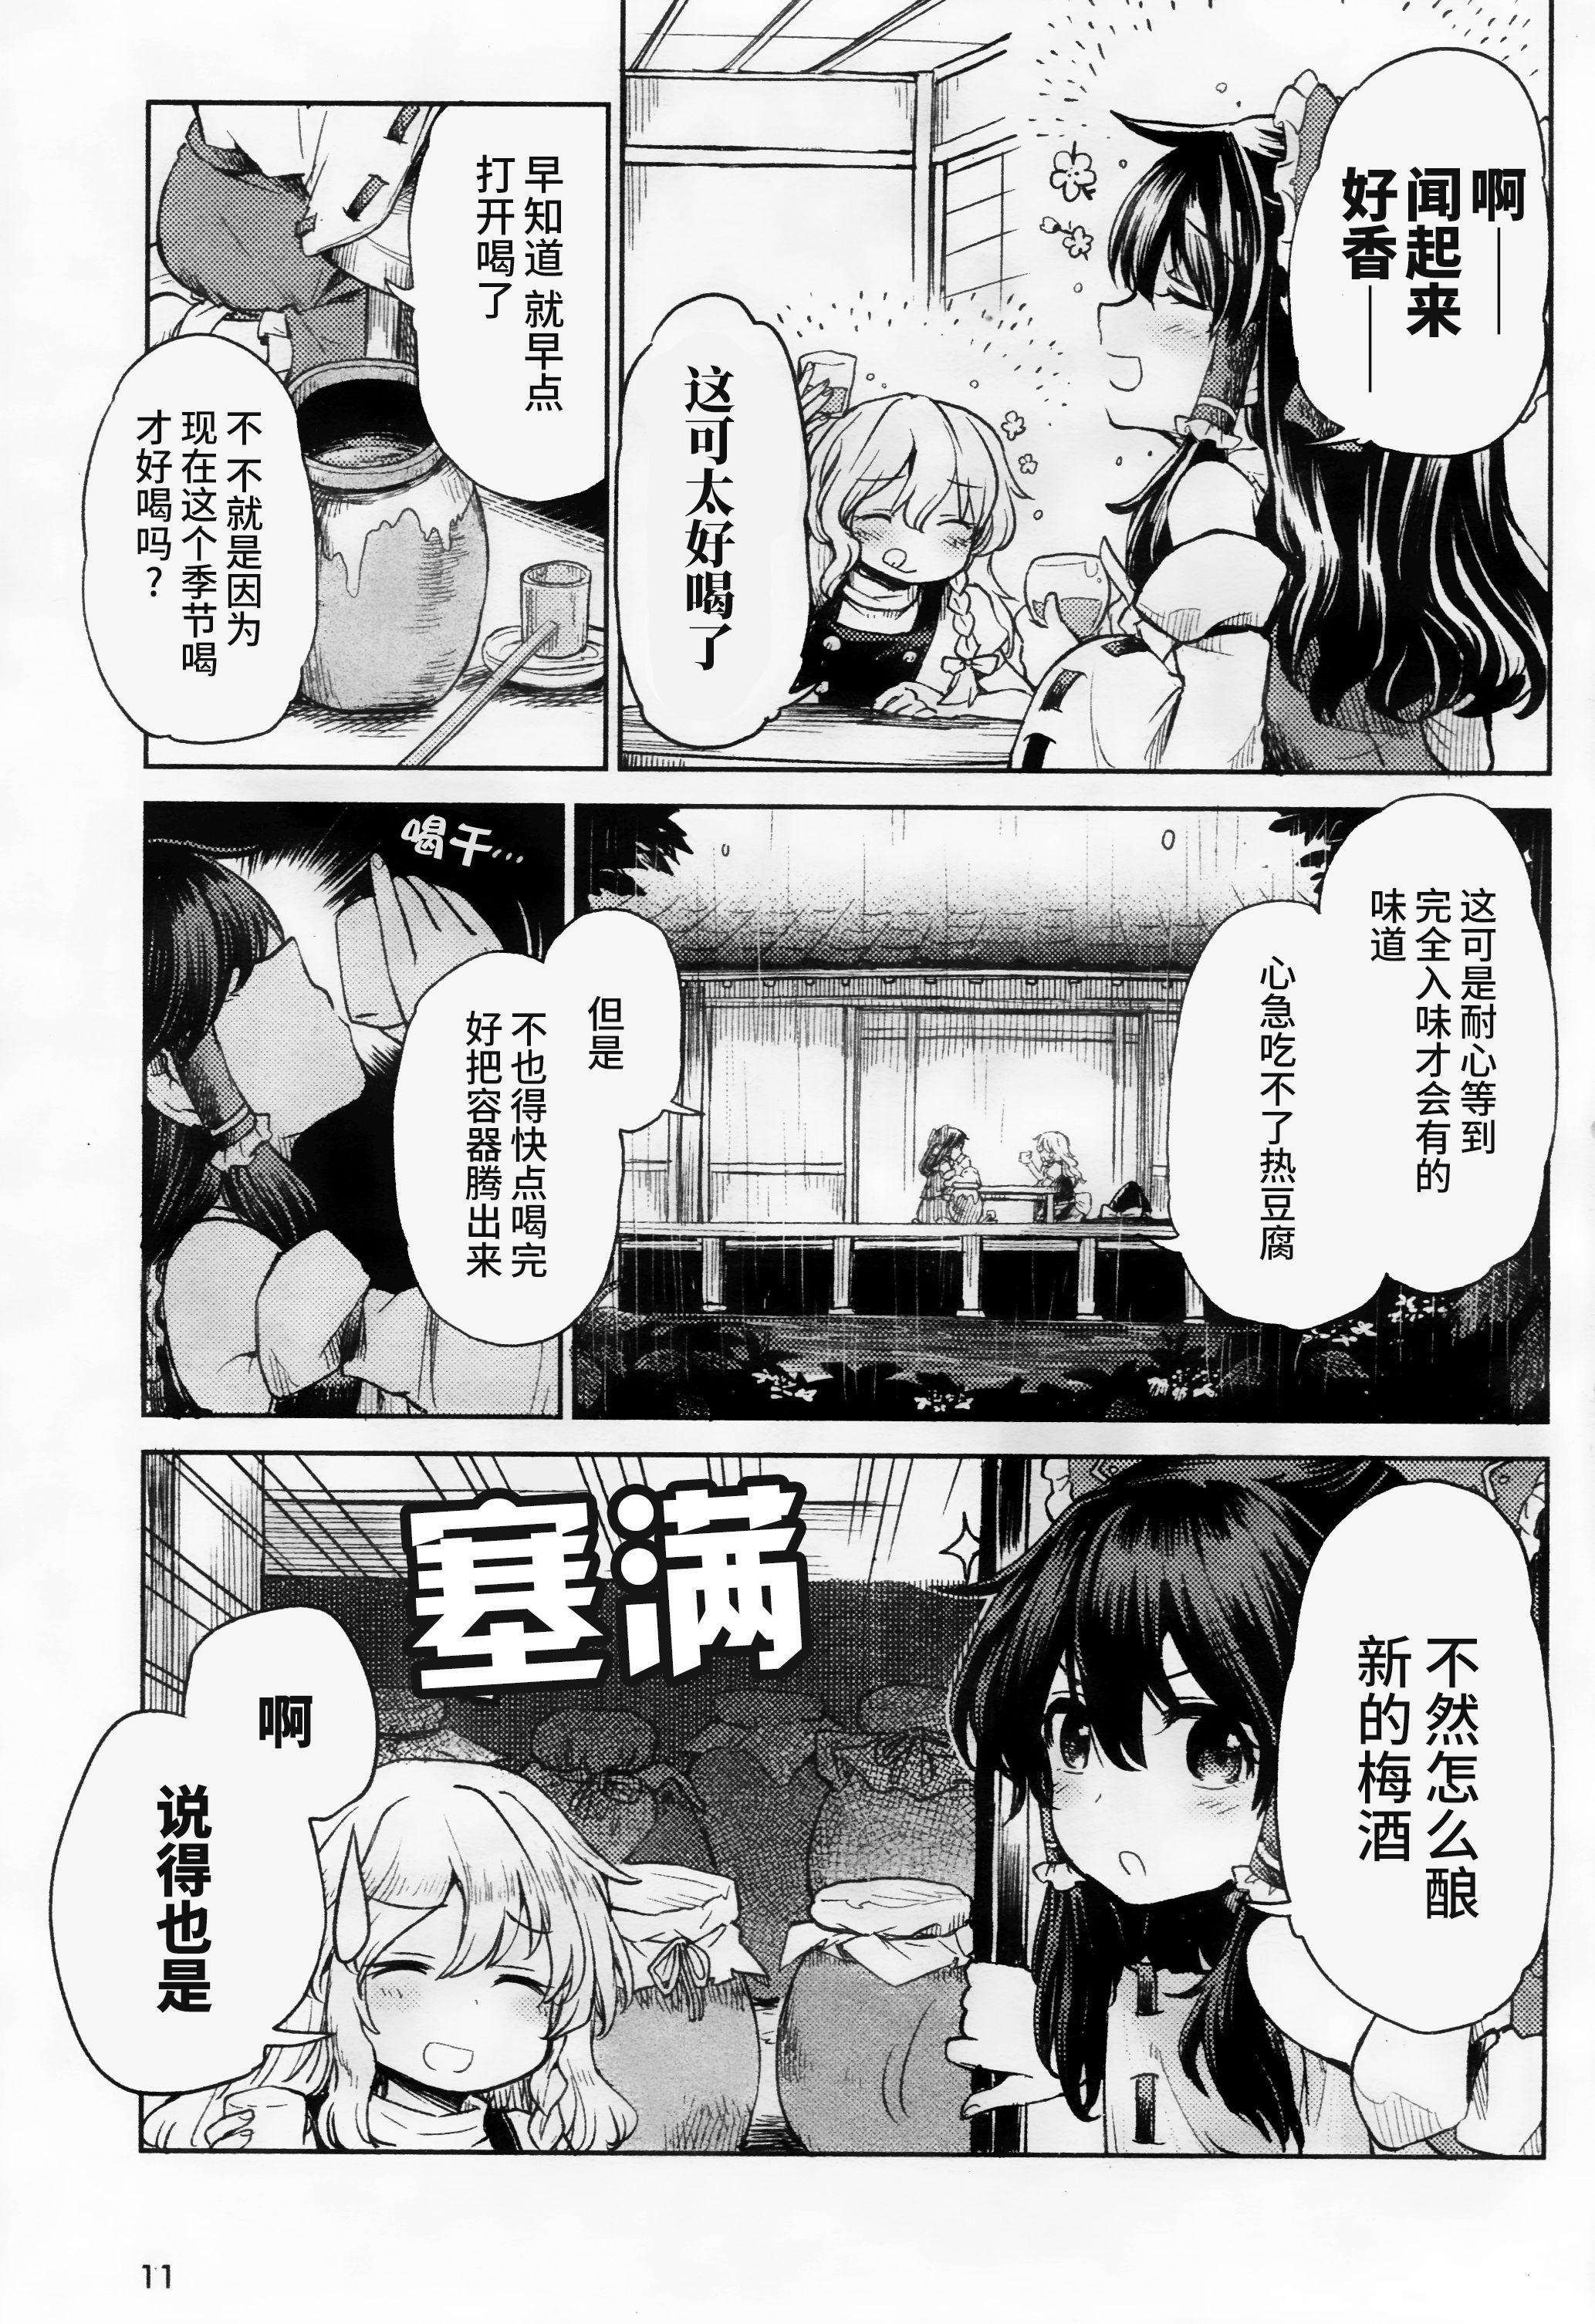 啊——
闻起来
好香——
这可太好喝了
早知道 就早点
打开喝了
不 不就是因为
现在这个季节喝
才好喝吗？
这可是耐心等到
完全入味才会有的
味道
心急吃不了热豆腐
但是
不也得快点喝完
好把容器腾出来
喝干…
不然怎么酿
新的梅酒
塞满
啊
说得也是
11